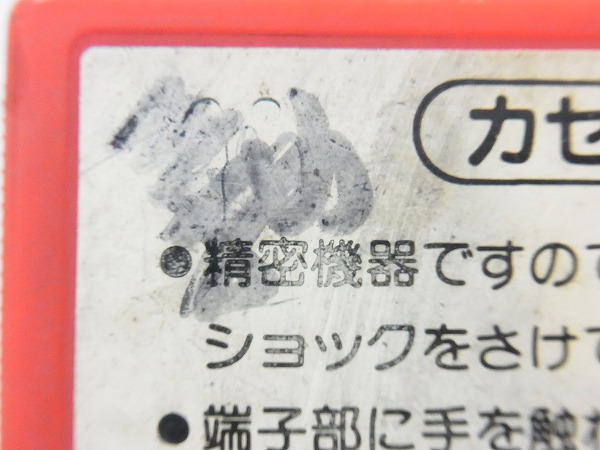 カセ
●精密機器ですので
ショックをさけて
●端子部に手を触れ